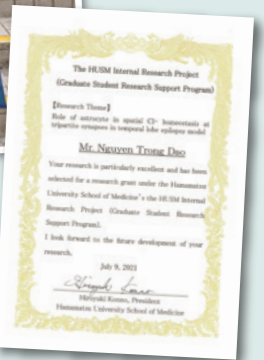 The HUSM Internal Research Project
(Graduate Student Research Support Program)
【Research Theme】
Role of astrocyte in spacial Cl- homeostasis at
tripartite synapses in temporal lobe epilepsy model
Mr. Nguyen Trong Dao
Your research is particularly excellent and has been
selected for a research grant under the Hamamatsu
University School of Medicine's the HUSM Internal
Research Project (Graduate Student Research
Support Program).
I look forward to the future development of your
research.
July 9, 2021
Hiroyuki Konno
Hiroyuki Konno, President
Hamamatsu University School of Medicine